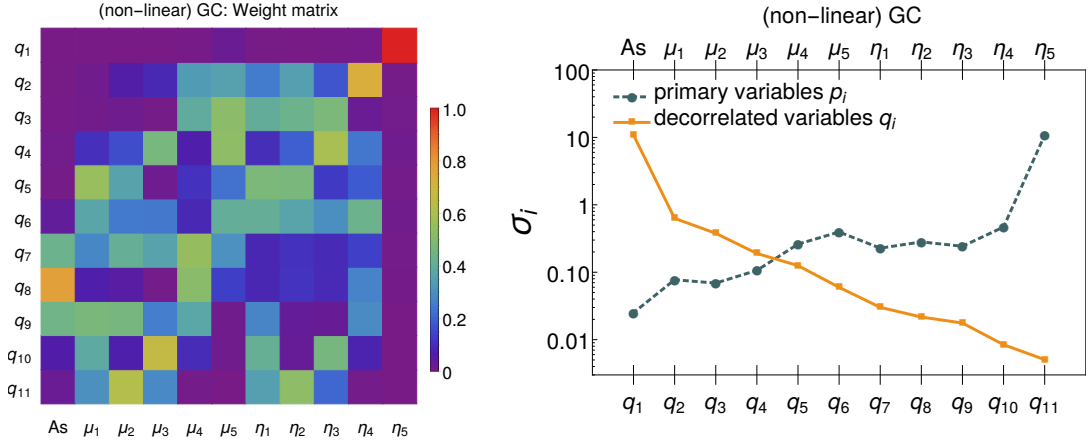 (non−linear) GC: Weight matrix
q1
q2
q3
q4
q5
q6
q7
q8
q9
q10
q11
As μ1 μ2 μ3 μ4 μ5 η1 η2 η3 η4 η5
1.0
0.8
0.6
0.4
0.2
0
(non−linear) GC
As μ1 μ2 μ3 μ4 μ5 η1 η2 η3 η4 η5
100
10
1
0.10
0.01
σi
primary variables pi
decorrelated variables qi
q1 q2 q3 q4 q5 q6 q7 q8 q9 q10 q11